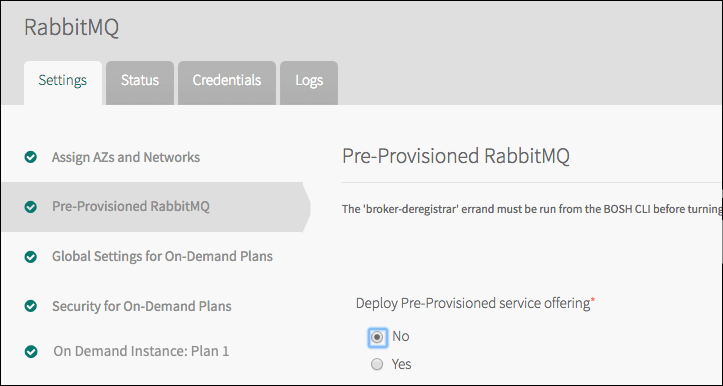 RabbitMQ
Settings
Status
Credentials
Logs
Assign AZs and Networks
Pre-Provisioned RabbitMQ
Global Settings for On-Demand Plans
Security for On-Demand Plans
On Demand Instance: Plan 1
Pre-Provisioned RabbitMQ
The 'broker-deregistrar' errand must be run from the BOSH CLI before turning
Deploy Pre-Provisioned service offering*
No
Yes